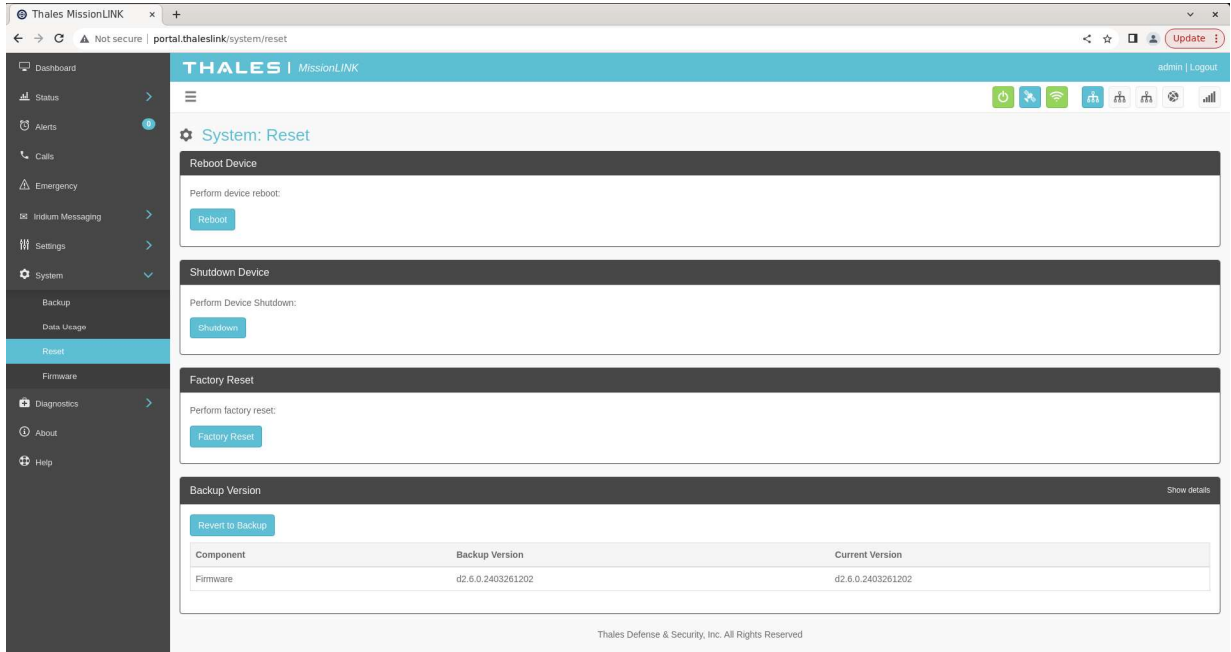 Thales MissionLINK
Not secure | portal.thaleslink/system/reset
Update
Dashboard
Status
Alerts
0
Calls
Emergency
Iridium Messaging
Settings
System
Backup
Data Usage
Reset
Firmware
Diagnostics
About
Help
THALES | MissionLINK
admin | Logout
System: Reset
Reboot Device
Perform device reboot:
Reboot
Shutdown Device
Perform Device Shutdown:
Shutdown
Factory Reset
Perform factory reset:
Factory Reset
Backup Version
Show details
Revert to Backup
Component Backup Version Current Version
Firmware d2.6.0.2403261202 d2.6.0.2403261202
Thales Defense & Security, Inc. All Rights Reserved